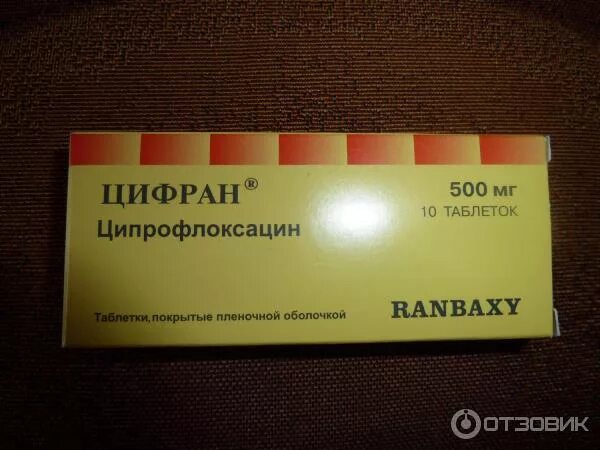 ЦИФРАН®
500 мг
10 ТАБЛЕТОК
Ципрофлоксацин
Таблетки, покрытые пленочной оболочкой
RANBAXY
ОТЗОВИК